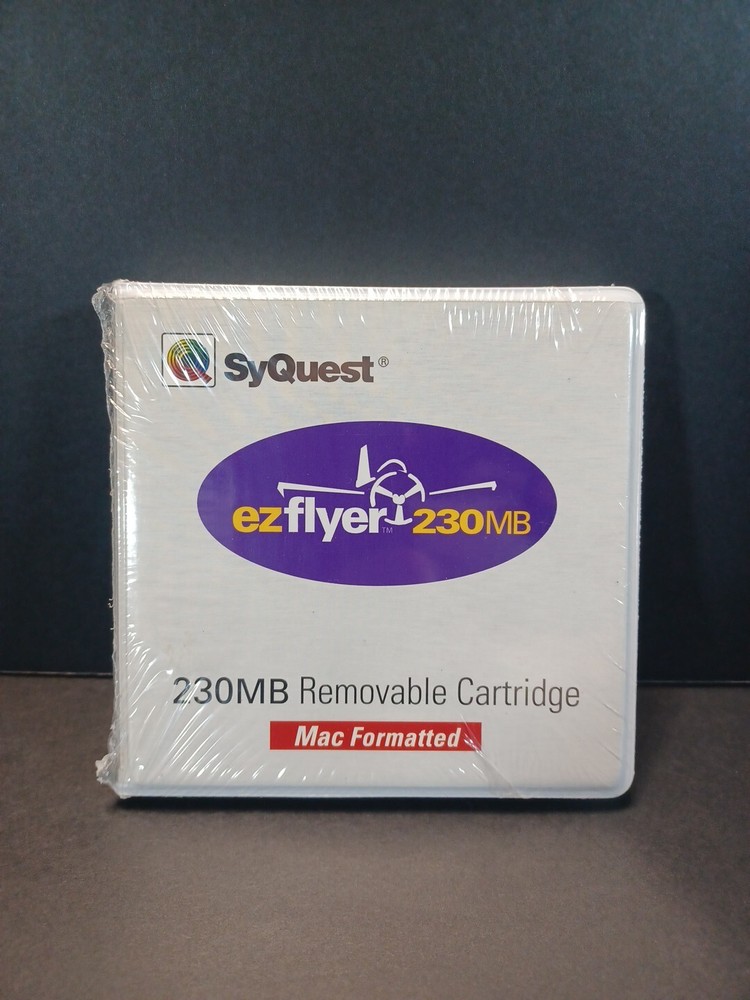 SyQuest®
ezflyer™ 230MB
230MB Removable Cartridge
Mac Formatted